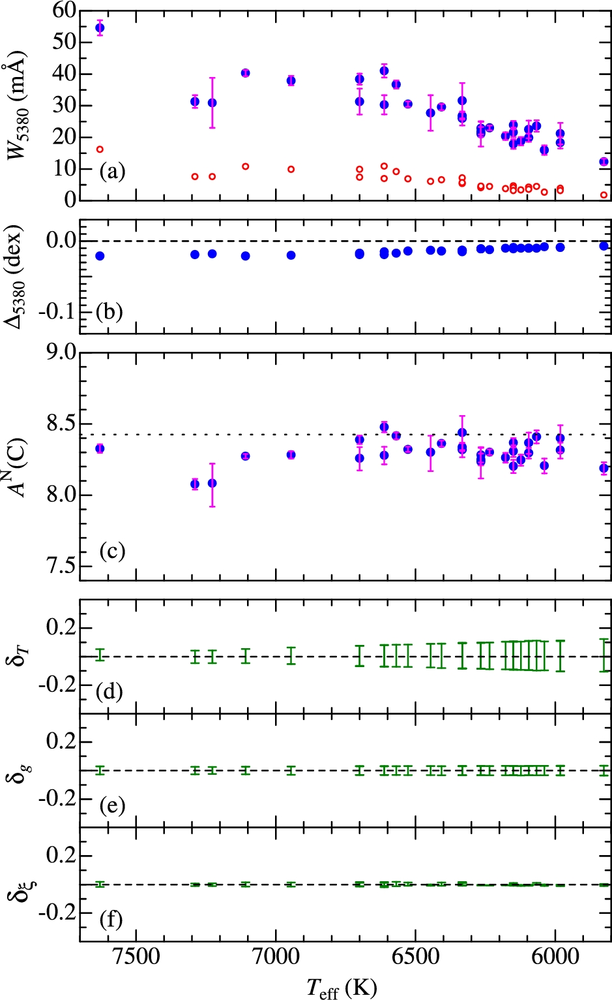 60
50
40
30
20
10
0
W5380 (mÅ)
(a)
0.0
-0.1
Δ5380 (dex)
(b)
9.0
8.5
8.0
7.5
A^N(C)
(c)
0.2
-0.2
δT
(d)
0.2
-0.2
δg
(e)
0.2
-0.2
δξ
(f)
7500 7000 6500 6000
Teff (K)